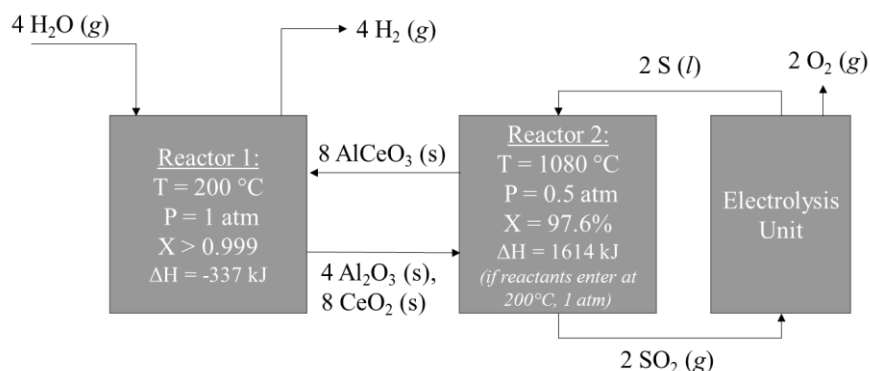 4 H₂O (g)
4 H₂ (g)
2 S (l)
2 O₂ (g)
Reactor 1:
T = 200 °C
P = 1 atm
X > 0.999
ΔH = -337 kJ
8 AlCeO₃ (s)
4 Al₂O₃ (s),
8 CeO₂ (s)
Reactor 2:
T = 1080 °C
P = 0.5 atm
X = 97.6%
ΔH = 1614 kJ
(if reactants enter at
200°C, 1 atm)
Electrolysis
Unit
2 SO₂ (g)